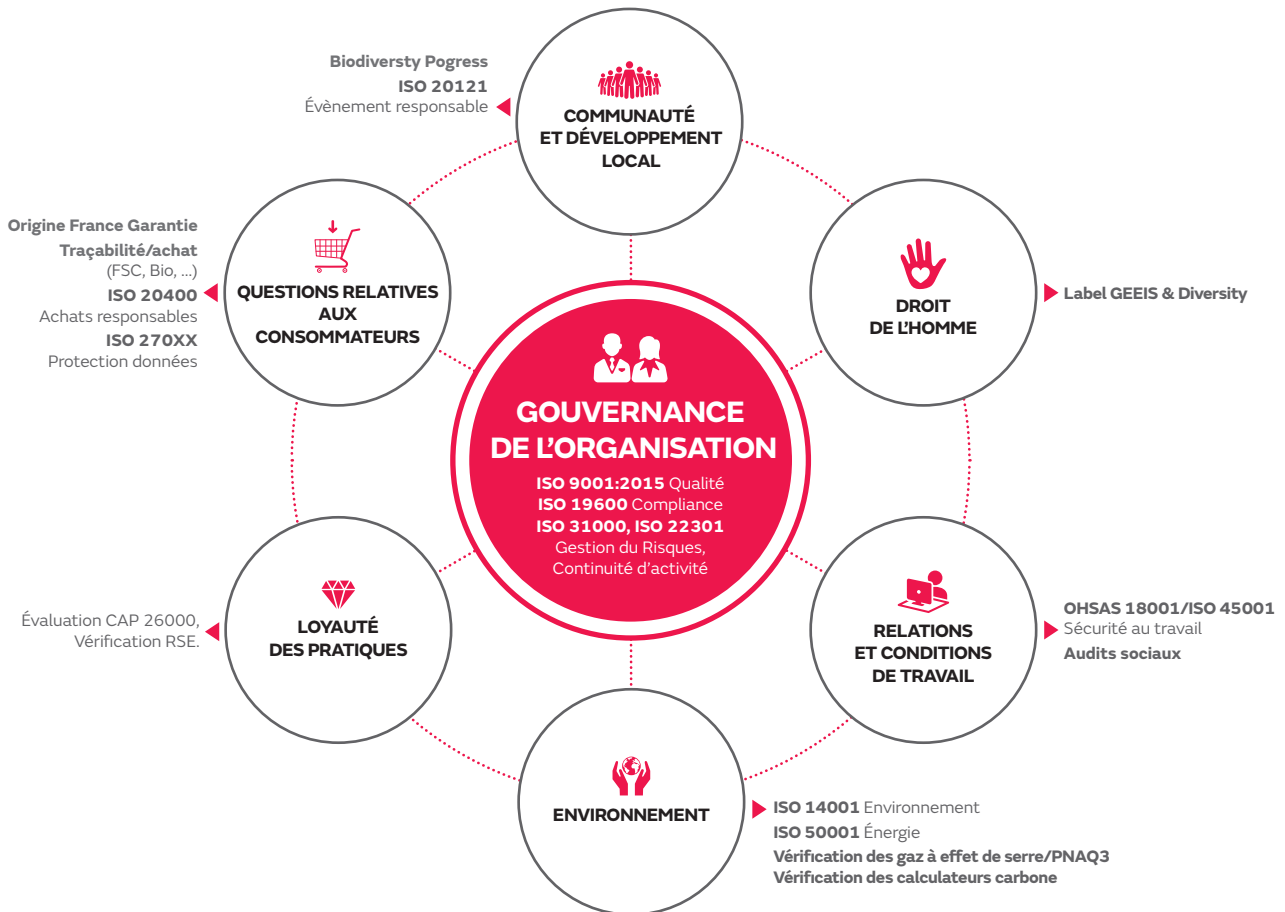 Biodiversty Pogress
ISO 20121
Évènement responsable
COMMUNAUTÉ
ET DÉVELOPPEMENT
LOCAL
Origine France Garantie
Traçabilité/achat
(FSC, Bio, ...)
ISO 20400
Achats responsables
ISO 270XX
Protection données
QUESTIONS RELATIVES
AUX
CONSOMMATEURS
DROIT
DE L'HOMME
Label GEEIS & Diversity
GOUVERNANCE
DE L'ORGANISATION
ISO 9001:2015 Qualité
ISO 19600 Compliance
ISO 31000, ISO 22301
Gestion du Risques,
Continuité d'activité
Évaluation CAP 26000,
Vérification RSE.
LOYAUTÉ
DES PRATIQUES
RELATIONS
ET CONDITIONS
DE TRAVAIL
OHSAS 18001/ISO 45001
Sécurité au travail
Audits sociaux
ENVIRONNEMENT
ISO 14001 Environnement
ISO 50001 Énergie
Vérification des gaz à effet de serre/PNAQ3
Vérification des calculateurs carbone